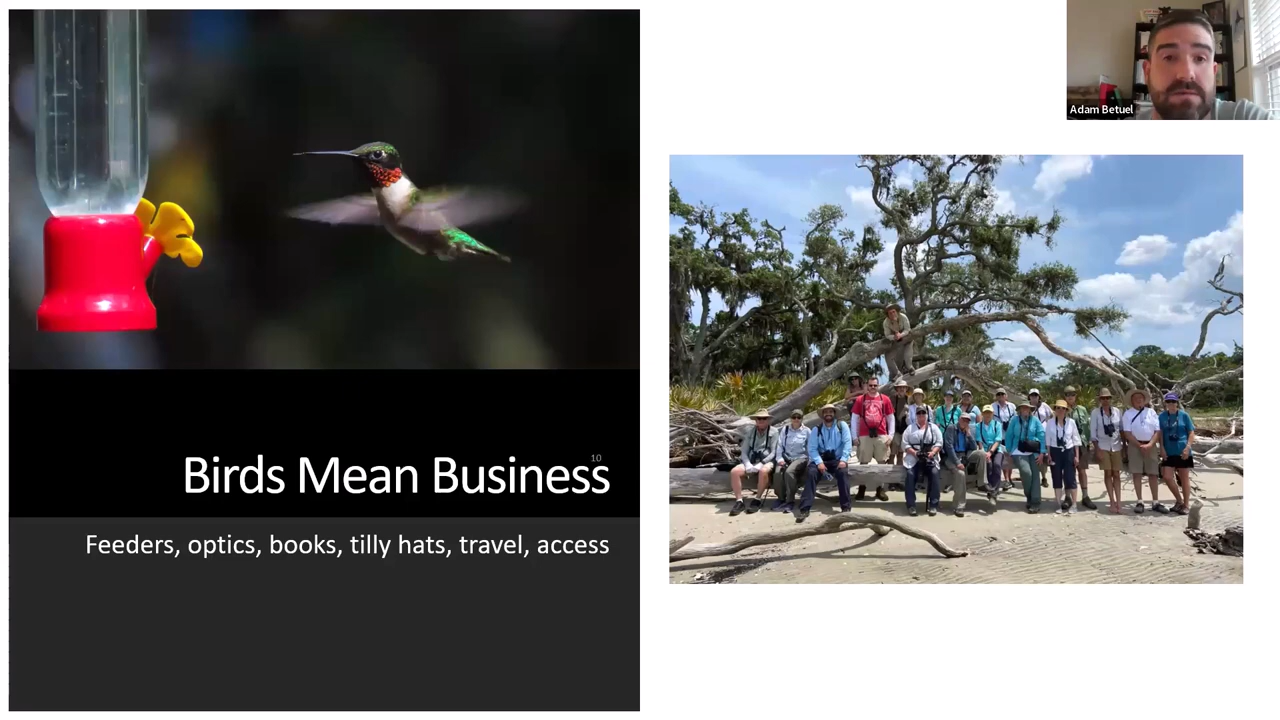 Adam Betuel
10
Birds Mean Business
Feeders, optics, books, tilly hats, travel, access